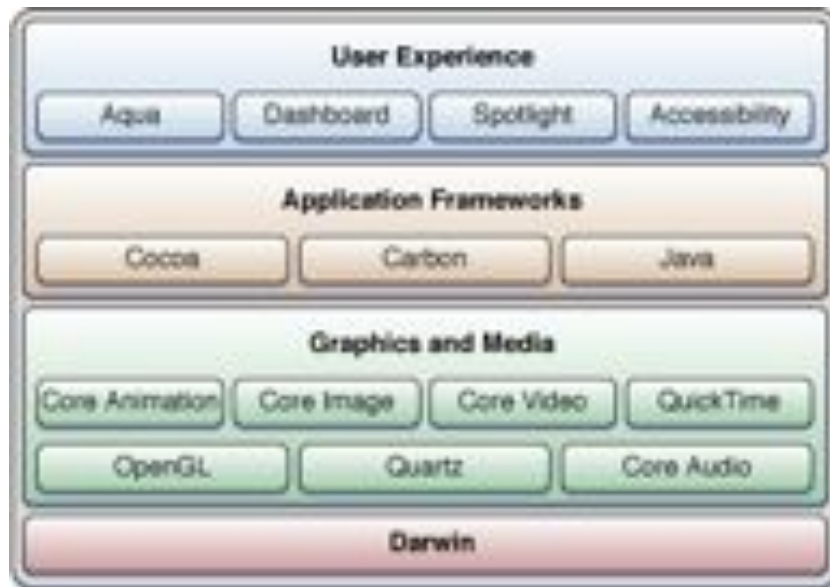 User Experience
Aqua Dashboard Spotlight Accessibility
Application Frameworks
Cocoa Carbon Java
Graphics and Media
Core Animation Core Image Core Video QuickTime
OpenGL Quartz Core Audio
Darwin